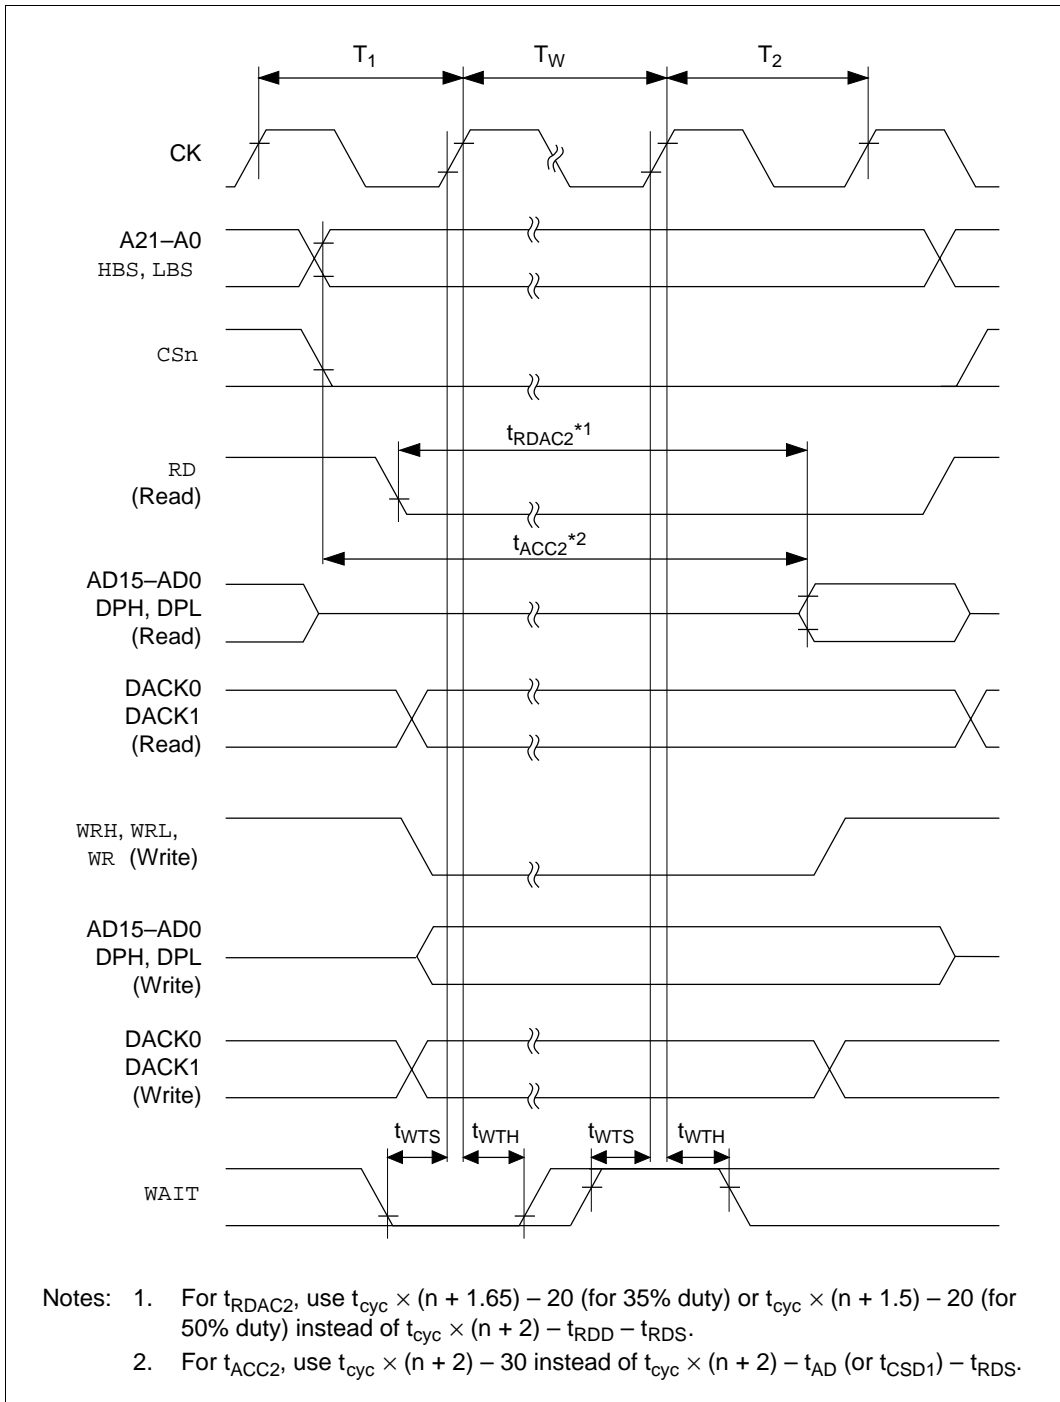 T1 TW T2
CK
A21–A0
HBS, LBS
CSn
tRDAC2*1
RD
(Read)
tACC2*2
AD15–AD0
DPH, DPL
(Read)
DACK0
DACK1
(Read)
WRH, WRL,
WR (Write)
AD15–AD0
DPH, DPL
(Write)
DACK0
DACK1
(Write)
tWTS tWTH tWTS tWTH
WAIT
Notes: 1. For tRDAC2, use tcyc × (n + 1.65) – 20 (for 35% duty) or tcyc × (n + 1.5) – 20 (for
50% duty) instead of tcyc × (n + 2) – tRDD – tRDS.
2. For tACC2, use tcyc × (n + 2) – 30 instead of tcyc × (n + 2) – tAD (or tCSD1) – tRDS.